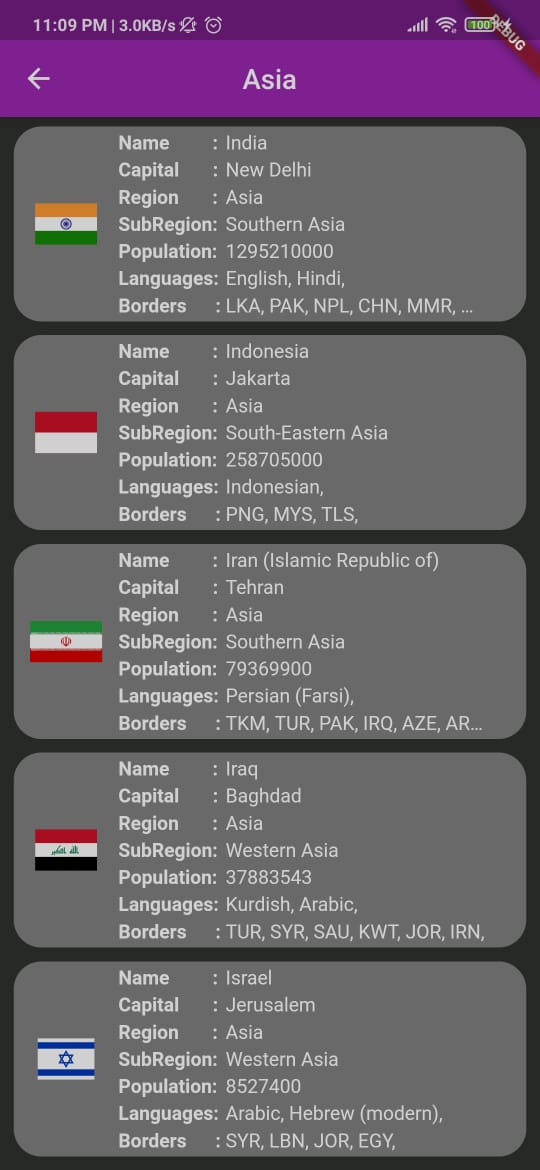 11:09 PM | 3.0KB/s
100
DEBUG
Asia
Name : India
Capital : New Delhi
Region : Asia
SubRegion: Southern Asia
Population: 1295210000
Languages: English, Hindi,
Borders : LKA, PAK, NPL, CHN, MMR, ...
Name : Indonesia
Capital : Jakarta
Region : Asia
SubRegion: South-Eastern Asia
Population: 258705000
Languages: Indonesian,
Borders : PNG, MYS, TLS,
Name : Iran (Islamic Republic of)
Capital : Tehran
Region : Asia
SubRegion: Southern Asia
Population: 79369900
Languages: Persian (Farsi),
Borders : TKM, TUR, PAK, IRQ, AZE, AR...
Name : Iraq
Capital : Baghdad
Region : Asia
SubRegion: Western Asia
Population: 37883543
Languages: Kurdish, Arabic,
Borders : TUR, SYR, SAU, KWT, JOR, IRN,
Name : Israel
Capital : Jerusalem
Region : Asia
SubRegion: Western Asia
Population: 8527400
Languages: Arabic, Hebrew (modern),
Borders : SYR, LBN, JOR, EGY,